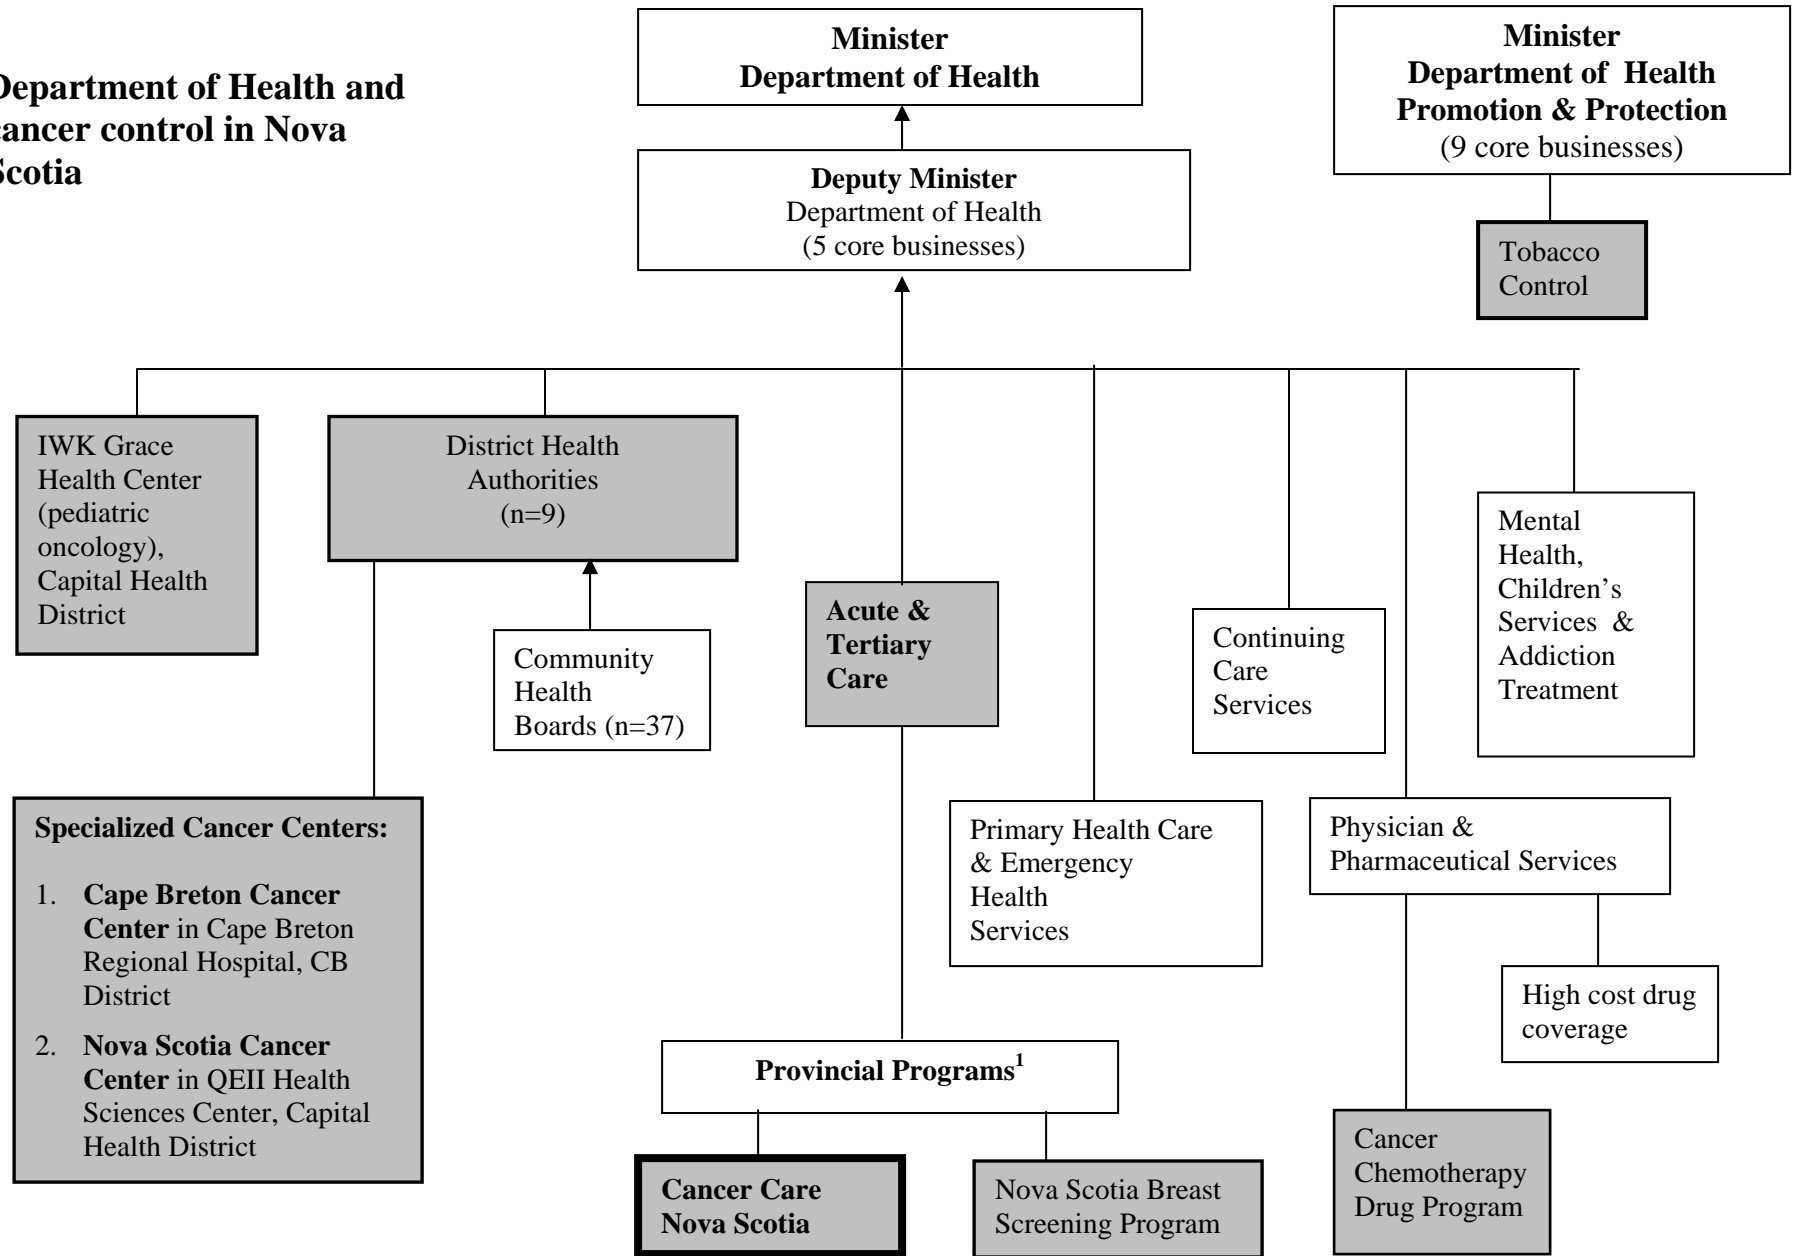 Department of Health and
cancer control in Nova
Scotia
Minister
Department of Health
Minister
Department of Health
Promotion & Protection
(9 core businesses)
Deputy Minister
Department of Health
(5 core businesses)
Tobacco
Control
IWK Grace
Health Center
(pediatric
oncology),
Capital Health
District
District Health
Authorities
(n=9)
Community
Health
Boards (n=37)
Acute &
Tertiary
Care
Continuing
Care
Services
Mental
Health,
Children's
Services &
Addiction
Treatment
Specialized Cancer Centers:
1. Cape Breton Cancer
Center in Cape Breton
Regional Hospital, CB
District
2. Nova Scotia Cancer
Center in QEII Health
Sciences Center, Capital
Health District
Primary Health Care
& Emergency
Health
Services
Physician &
Pharmaceutical Services
High cost drug
coverage
Provincial Programs¹
Cancer Care
Nova Scotia
Nova Scotia Breast
Screening Program
Cancer
Chemotherapy
Drug Program